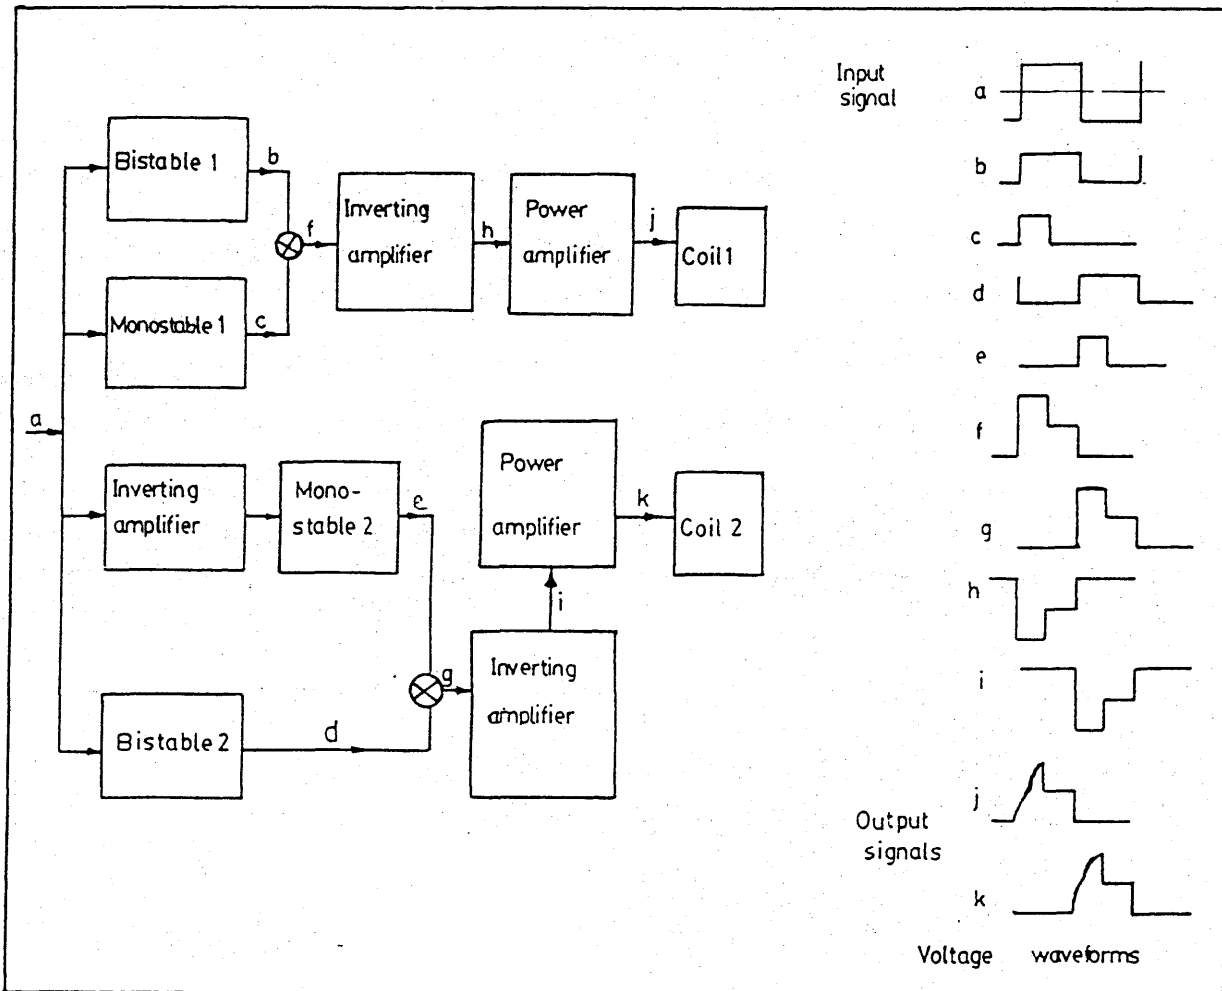 Input
signal
a
b
c
d
e
f
g
h
i
j
k
Output
signals
Voltage waveforms
Bistable 1
b
Monostable 1
c
f
Inverting
amplifier
h
Power
amplifier
j
Coil 1
a
Inverting
amplifier
Mono-
stable 2
e
Power
amplifier
k
Coil 2
i
g
Inverting
amplifier
Bistable 2
d